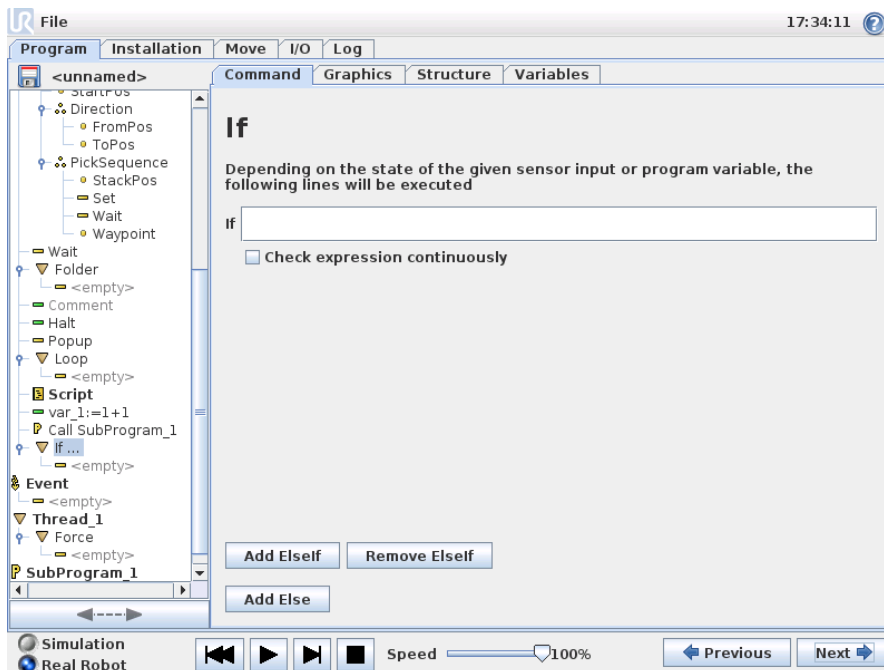 UR File 17:34:11 ?
Program Installation Move I/O Log
<unnamed>
Command Graphics Structure Variables
StartPos
Direction
FromPos
ToPos
PickSequence
StackPos
Set
Wait
Waypoint
Wait
Folder
<empty>
Comment
Halt
Popup
Loop
<empty>
Script
var_1:=1+1
P Call SubProgram_1
If ...
<empty>
Event
<empty>
Thread_1
Force
<empty>
P SubProgram_1
If
Depending on the state of the given sensor input or program variable, the
following lines will be executed
If
Check expression continuously
Add ElseIf Remove ElseIf
Add Else
Simulation
Real Robot
Speed 100%
Previous Next